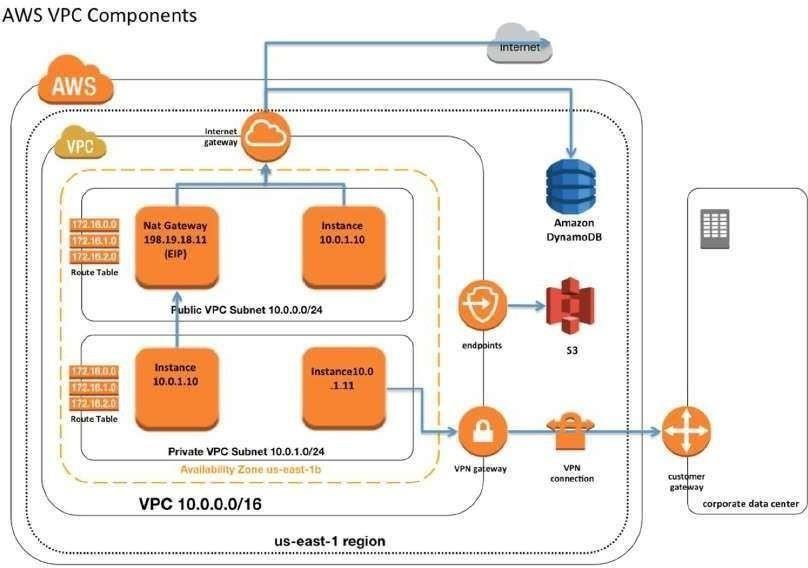 AWS VPC Components
Internet
AWS
Internet
gateway
VPC
172.16.0.0
172.16.1.0
172.16.2.0
Route Table
Nat Gateway
198.19.18.11
(EIP)
Instance
10.0.1.10
Public VPC Subnet 10.0.0.0/24
Amazon
DynamoDB
endpoints
S3
172.16.0.0
172.16.1.0
172.16.2.0
Route Table
Instance
10.0.1.10
Instance10.0
.1.11
Private VPC Subnet 10.0.1.0/24
Availability Zone us-east-1b
VPN gateway
VPN
connection
customer
gateway
corporate data center
VPC 10.0.0.0/16
us-east-1 region